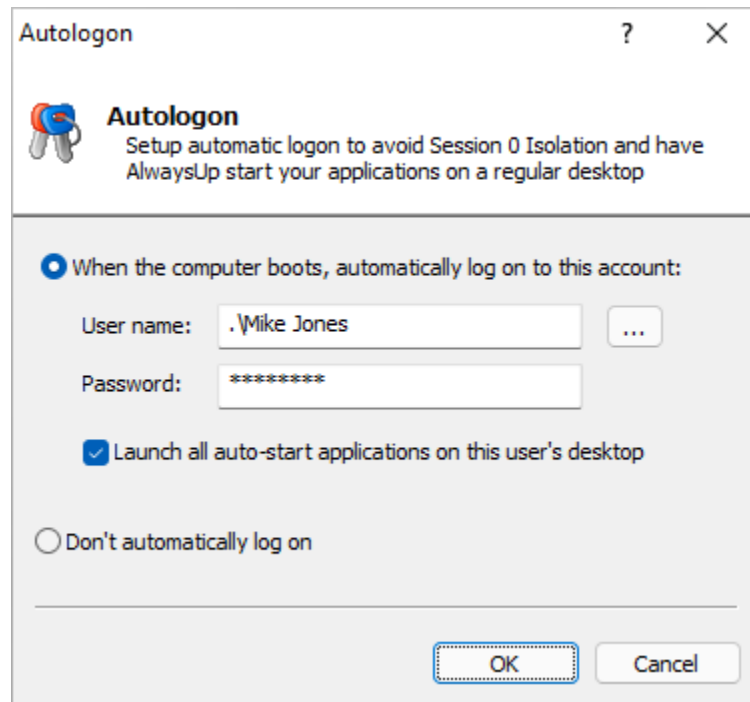 Autologon
?
Autologon
Setup automatic logon to avoid Session 0 Isolation and have
AlwaysUp start your applications on a regular desktop
When the computer boots, automatically log on to this account:
User name: .\Mike Jones ...
Password: ********
Launch all auto-start applications on this user's desktop
Don't automatically log on
OK Cancel